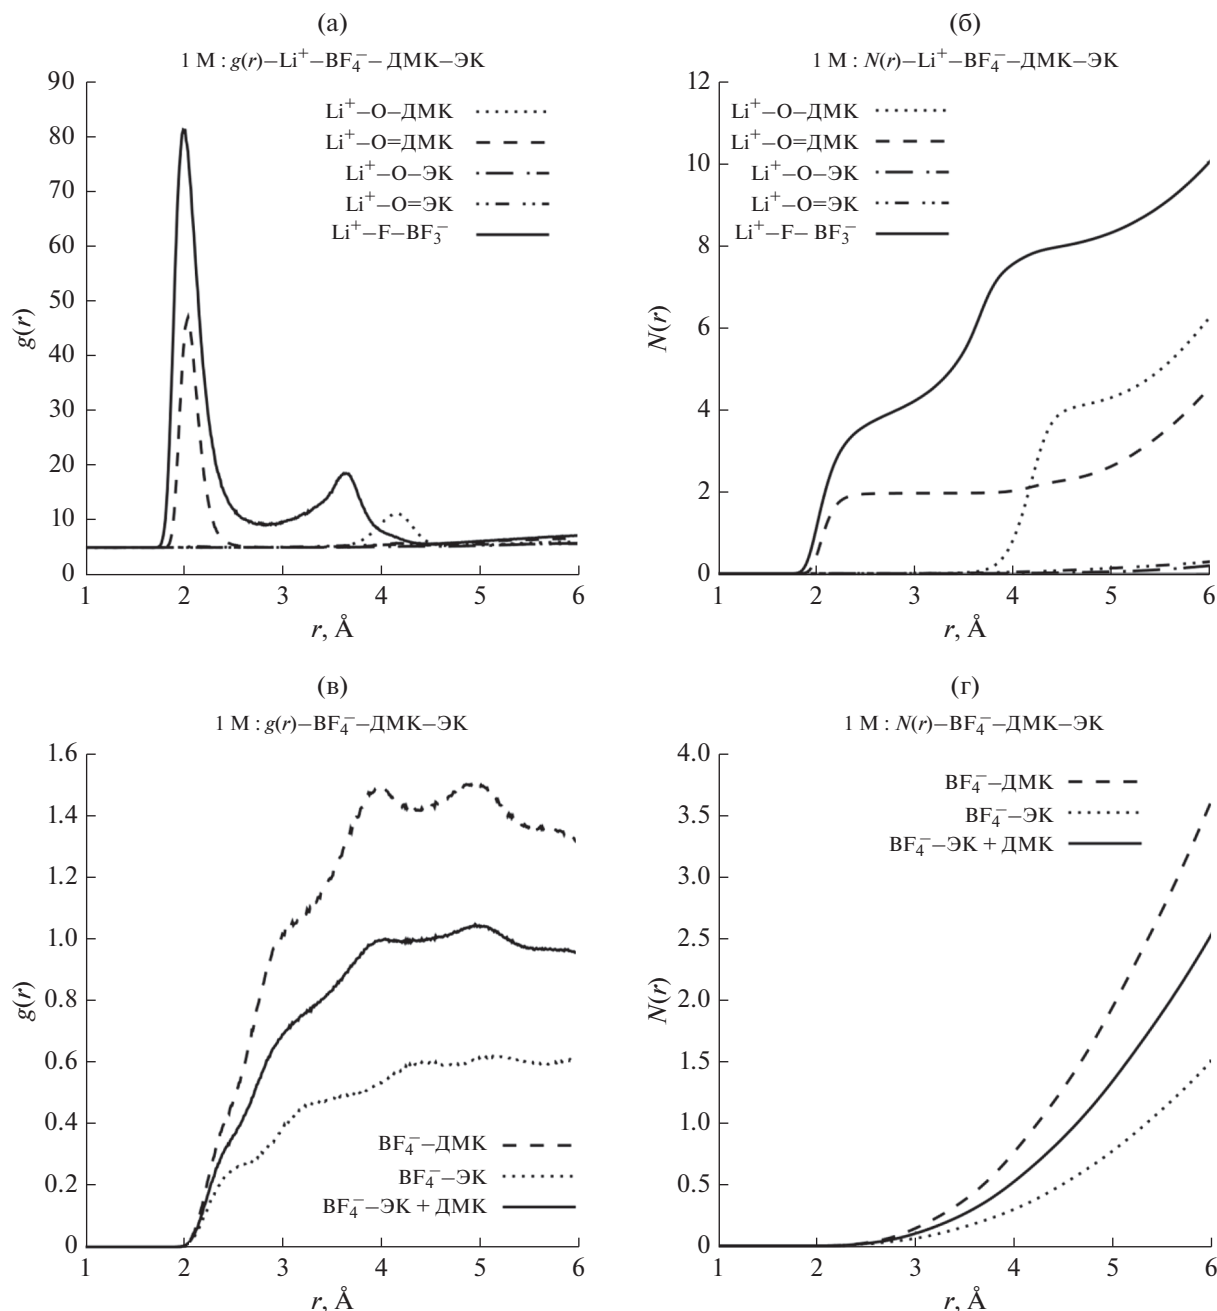 (а)
1 М : g(r)–Li⁺–BF₄⁻–ДМК–ЭК
90
80
70
60
50
40
30
20
10
0
g(r)
Li⁺–O–ДМК
Li⁺–O=ДМК
Li⁺–O–ЭК
Li⁺–O=ЭК
Li⁺–F–BF₃⁻
1 2 3 4 5 6
r, Å
(б)
1 М : N(r)–Li⁺–BF₄⁻–ДМК–ЭК
12
10
8
6
4
2
0
N(r)
Li⁺–O–ДМК
Li⁺–O=ДМК
Li⁺–O–ЭК
Li⁺–O=ЭК
Li⁺–F– BF₃⁻
1 2 3 4 5 6
r, Å
(в)
1 М : g(r)–BF₄⁻–ДМК–ЭК
1.6
1.4
1.2
1.0
0.8
0.6
0.4
0.2
0
g(r)
BF₄⁻–ДМК
BF₄⁻–ЭК
BF₄⁻–ЭК + ДМК
1 2 3 4 5 6
r, Å
(г)
1 М : N(r)–BF₄⁻–ДМК–ЭК
4.0
3.5
3.0
2.5
2.0
1.5
1.0
0.5
0
N(r)
BF₄⁻–ДМК
BF₄⁻–ЭК
BF₄⁻–ЭК + ДМК
1 2 3 4 5 6
r, Å